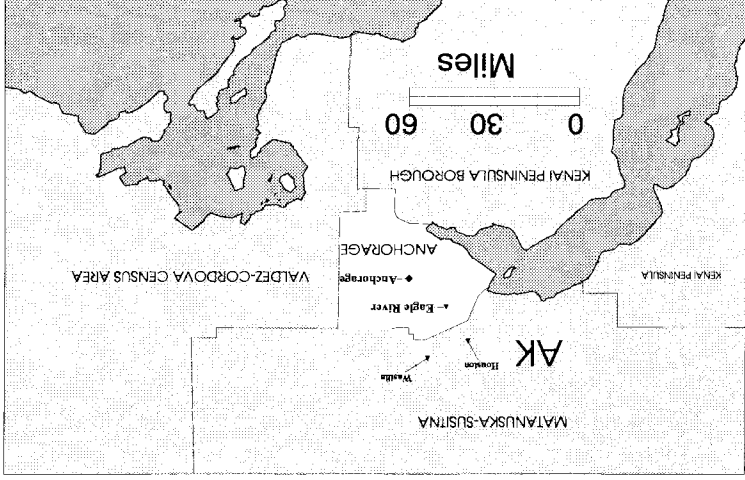 MATANUSKA-SUSITNA
Wasilla
Houston
AK
Eagle River
Anchorage
KENAI PENINSULA
VALDEZ-CORDOVA CENSUS AREA
ANCHORAGE
KENAI PENINSULA BOROUGH
0 30 60
Miles